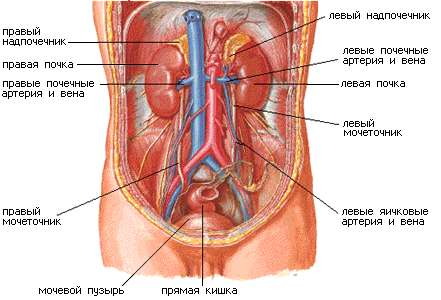 правый
надпочечник
правая почка
правые почечные
артерия и вена
правый
мочеточник
мочевой пузырь
прямая кишка
левый надпочечник
левые почечные
артерия и вена
левая почка
левый
мочеточник
левые яичковые
артерия и вена